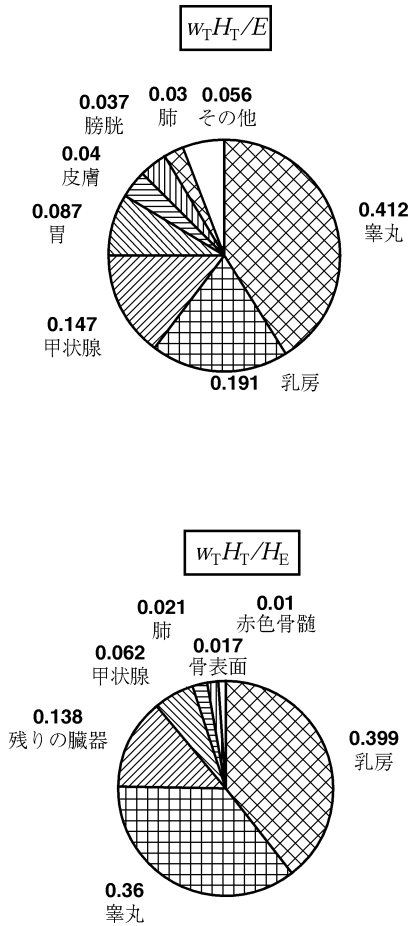 wTHT/E
0.037
膀胱
0.03
肺
0.056
その他
0.04
皮膚
0.087
胃
0.412
睾丸
0.147
甲状腺
0.191 乳房
wTHT/HE
0.021
肺
0.01
赤色骨髄
0.062
甲状腺
0.017
骨表面
0.138
残りの臓器
0.399
乳房
0.36
睾丸